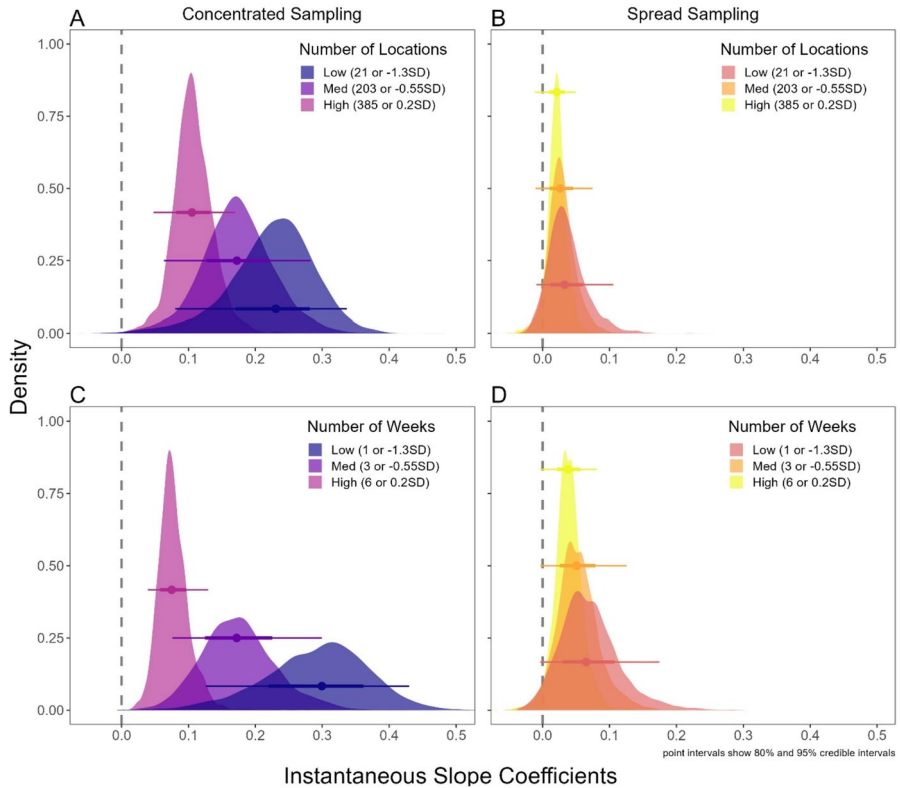 Concentrated Sampling
Spread Sampling
A
B
Number of Locations
Low (21 or -1.3SD)
Med (203 or -0.55SD)
High (385 or 0.2SD)
Number of Locations
Low (21 or -1.3SD)
Med (203 or -0.55SD)
High (385 or 0.2SD)
1.00
0.75
0.50
0.25
0.00
0.0 0.1 0.2 0.3 0.4 0.5
0.0 0.1 0.2 0.3 0.4 0.5
Density
C
D
Number of Weeks
Low (1 or -1.3SD)
Med (3 or -0.55SD)
High (6 or 0.2SD)
Number of Weeks
Low (1 or -1.3SD)
Med (3 or -0.55SD)
High (6 or 0.2SD)
1.00
0.75
0.50
0.25
0.00
0.0 0.1 0.2 0.3 0.4 0.5
0.0 0.1 0.2 0.3 0.4 0.5
point intervals show 80% and 95% credible intervals
Instantaneous Slope Coefficients